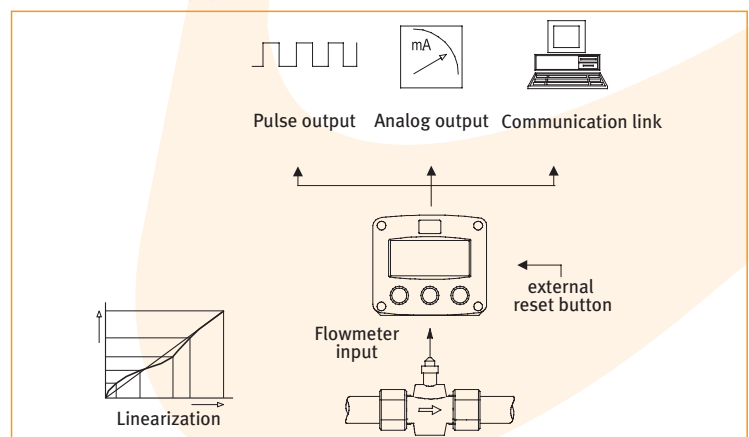 mA
Pulse output Analog output Communication link
external
reset button
Flowmeter
input
Linearization